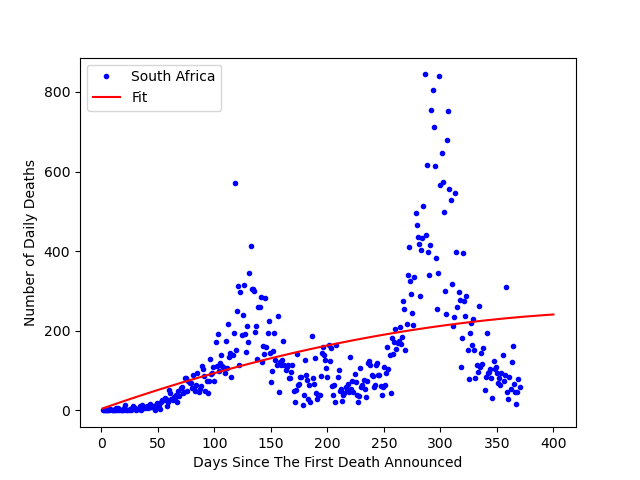 South Africa
Fit
Number of Daily Deaths
800
600
400
200
0
0 50 100 150 200 250 300 350 400
Days Since The First Death Announced